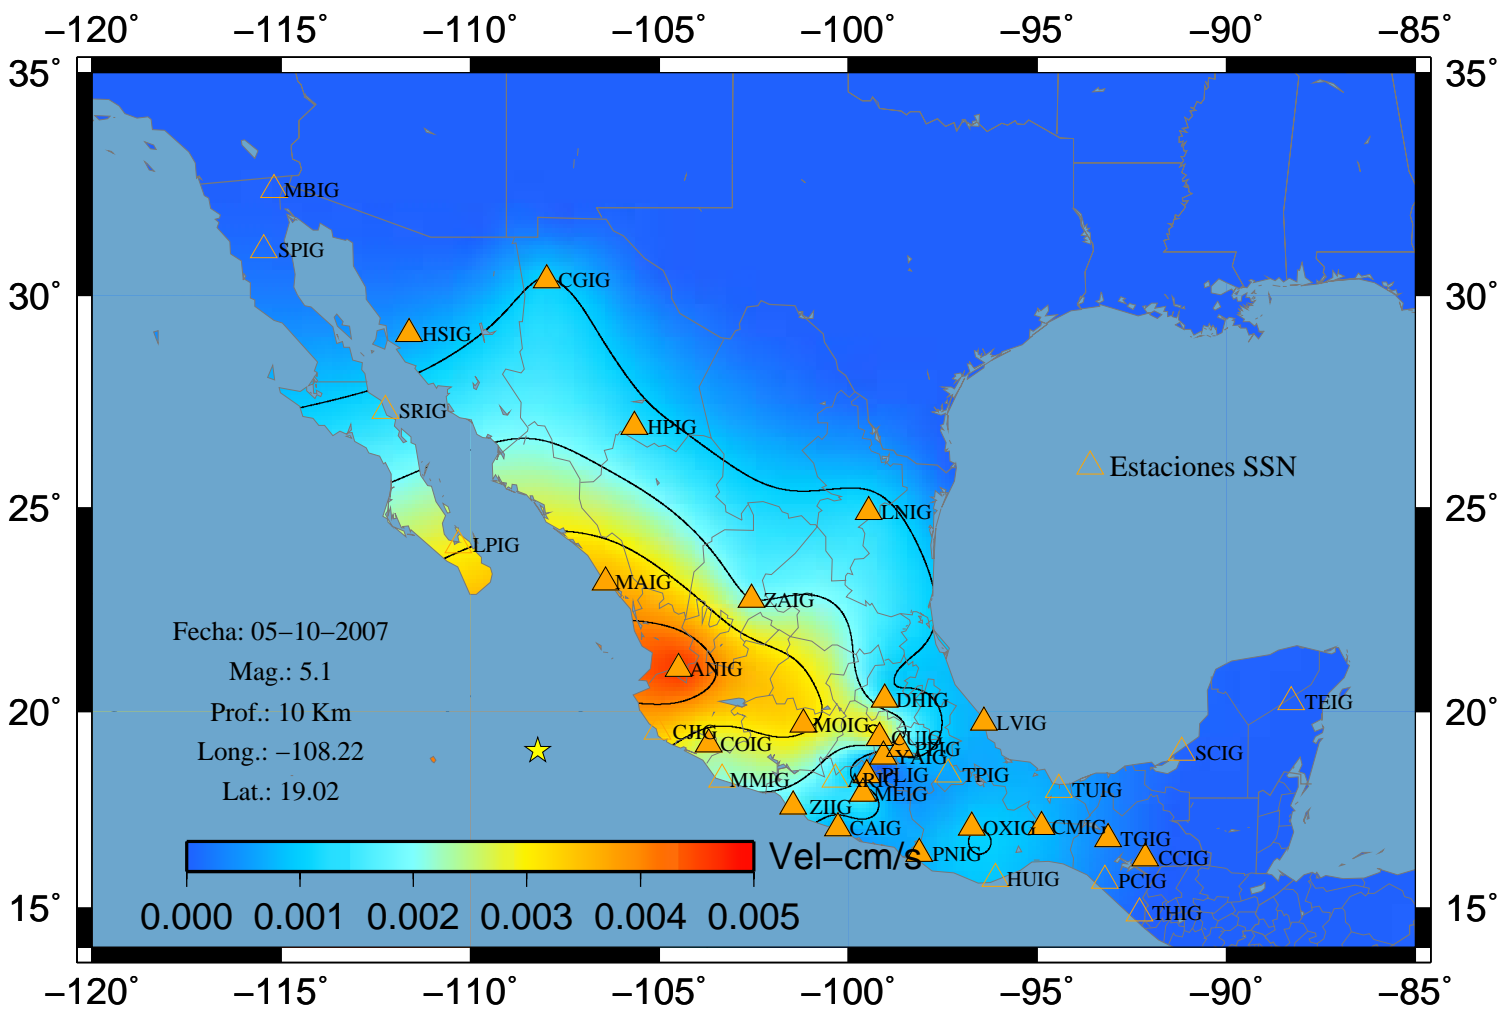 −120° −115° −110° −105° −100° −95° −90° −85°
35° 35°
MBIG
SPIG
30° CGIG 30°
HSIG
SRIG HPIG
Estaciones SSN
25° LNIG 25°
LPIG
MAIG ZAIG
Fecha: 05−10−2007
Mag.: 5.1 ANIG
DHIG TEIG
20° Prof.: 10 Km MOIG LVIG 20°
CJIG COIG CUIG PPIG
Long.: −108.22 YAIG SCIG
MMIG ARIG PLIG TPIG
Lat.: 19.02 MEIG TUIG
ZIIG
CAIG OXIG CMIG
TGIG
Vel−cm/s PNIG CCIG
HUIG PCIG
0.000 0.001 0.002 0.003 0.004 0.005
15° THIG 15°
−120° −115° −110° −105° −100° −95° −90° −85°